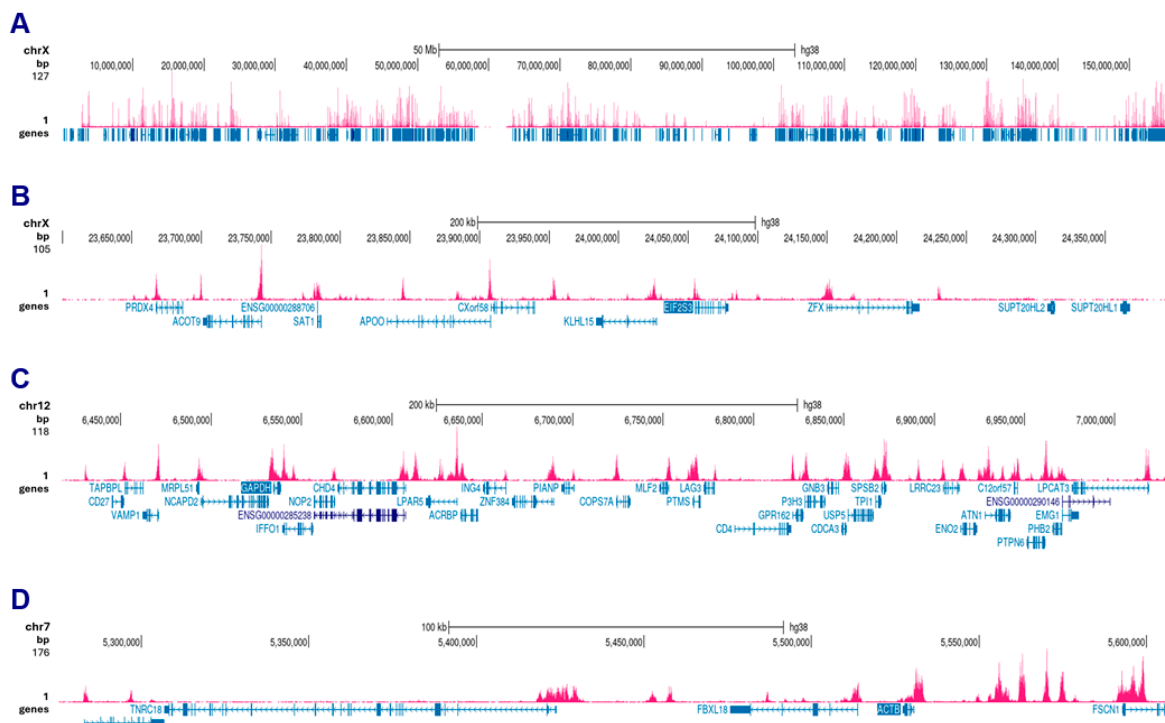 A
chrX
50 Mb
hg38
bp
10,000,000 20,000,000 30,000,000 40,000,000 50,000,000 60,000,000 70,000,000 80,000,000 90,000,000 100,000,000 110,000,000 120,000,000 130,000,000 140,000,000 150,000,000
127
1
genes
B
chrX
200 kb
hg38
bp
23,650,000 23,700,000 23,750,000 23,800,000 23,850,000 23,900,000 23,950,000 24,000,000 24,050,000 24,100,000 24,150,000 24,200,000 24,250,000 24,300,000 24,350,000
105
1
genes
PRDX4 ENSG00000288706 CXorf58 EIF2S3 ZFX SUPT20HL2 SUPT20HL1
ACOT9 SAT1 APOO KLHL15
C
chr12
200 kb
hg38
bp
6,450,000 6,500,000 6,550,000 6,600,000 6,650,000 6,700,000 6,750,000 6,800,000 6,850,000 6,900,000 6,950,000 7,000,000
118
1
genes
TAPBPL MRPL51 GAPDH CHD4 ING4 PIANP MLF2 LAG3 GNB3 SPSB2 LRRC23 C12orf57 LPCAT3
CD27 NCAPD2 NOP2 LPAR5 ZNF384 COPS7A PTMS P3H3 TPI1 ENSG00000290146
VAMP1 ENSG00000285238 ACRBP GPR162 USP5 ATN1 EMG1
IFFO1 CD4 CDCA3 ENO2 PHB2
PTPN6
D
chr7
100 kb
hg38
bp
5,300,000 5,350,000 5,400,000 5,450,000 5,500,000 5,550,000 5,600,000
176
1
genes
TNRC18 FBXL18 ACTB FSCN1